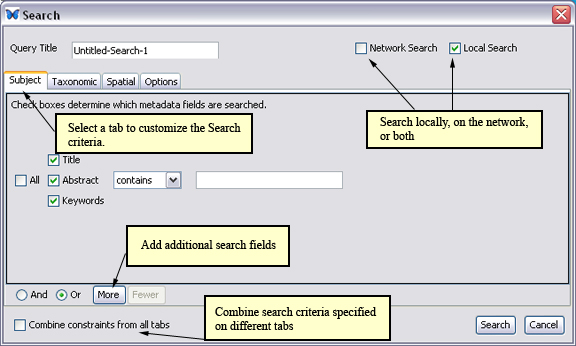 Search
Query Title Untitled-Search-1 Network Search Local Search
Subject Taxonomic Spatial Options
Check boxes determine which metadata fields are searched.
Select a tab to customize the Search
criteria.
Search locally, on the network,
or both
Title
All Abstract contains
Keywords
Add additional search fields
And Or More Fewer
Combine search criteria specified
on different tabs
Combine constraints from all tabs
Search Cancel